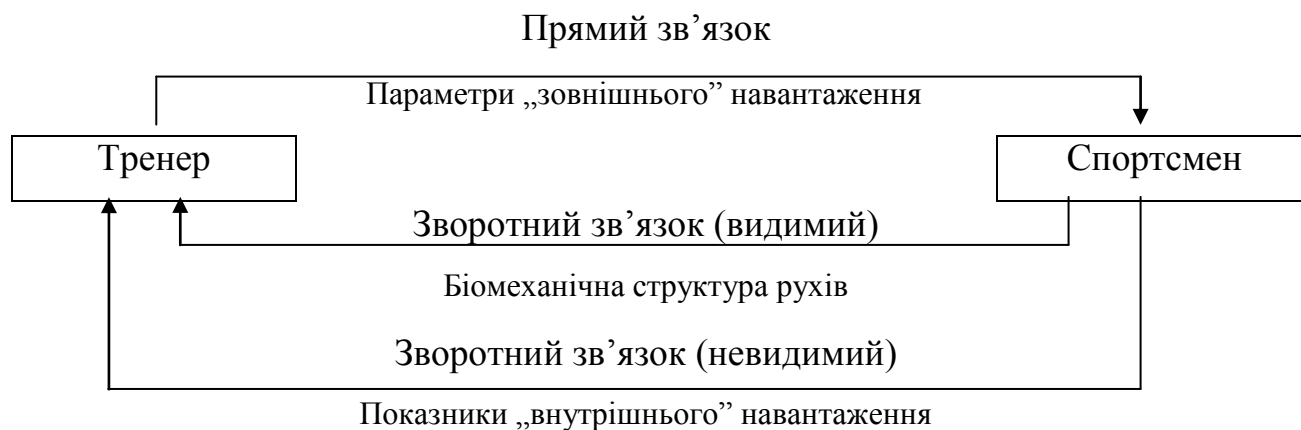 Прямий зв’язок
Параметри „зовнішнього” навантаження
Тренер
Спортсмен
Зворотний зв’язок (видимий)
Біомеханічна структура рухів
Зворотний зв’язок (невидимий)
Показники „внутрішнього” навантаження